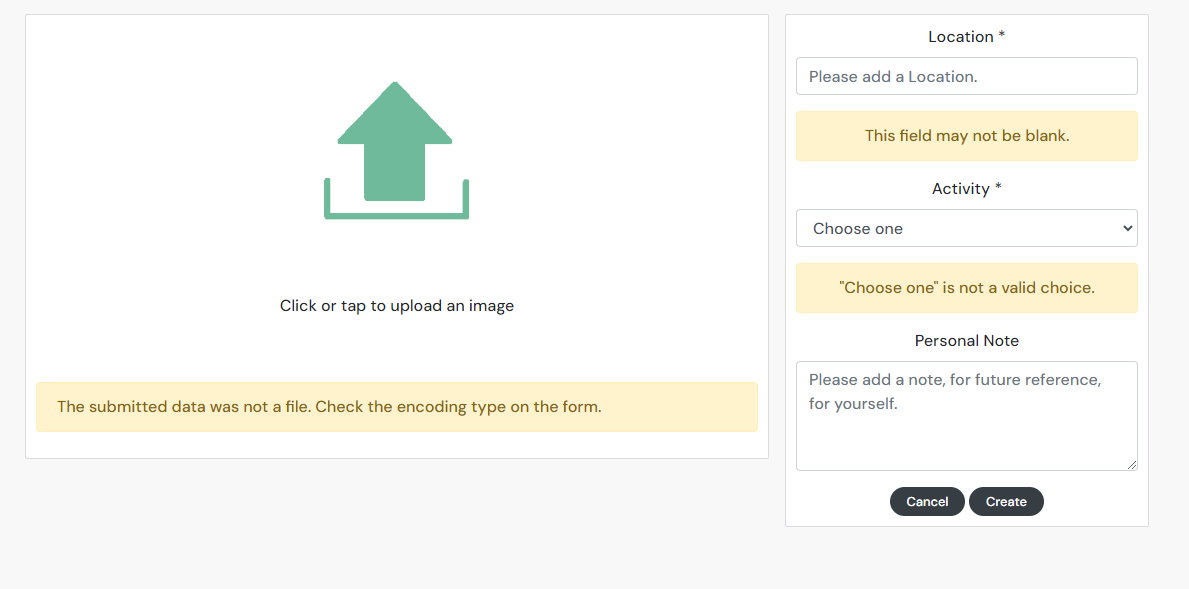 Click or tap to upload an image
The submitted data was not a file. Check the encoding type on the form.
Location *
Please add a Location.
This field may not be blank.
Activity *
Choose one
"Choose one" is not a valid choice.
Personal Note
Please add a note, for future reference,
for yourself.
Cancel Create